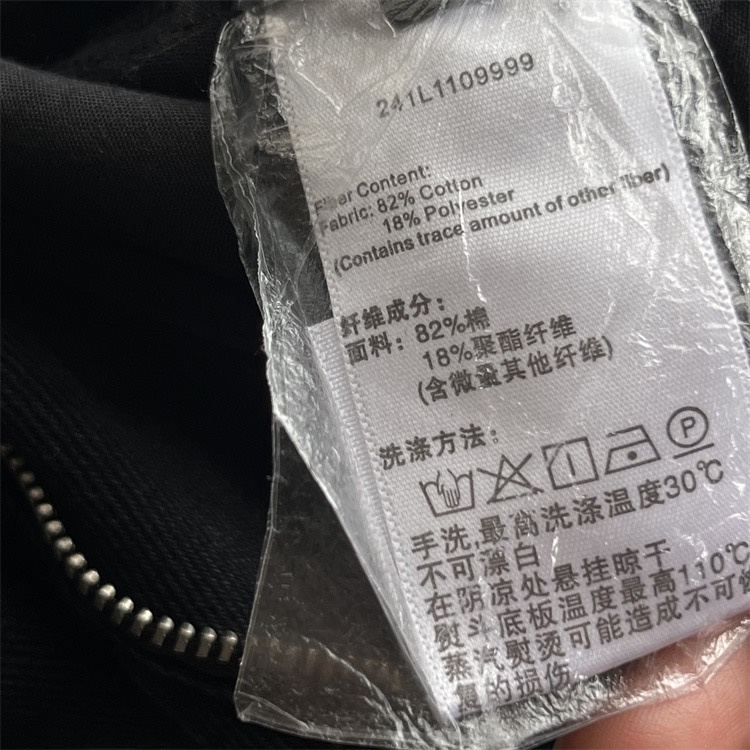 241L1109999
Fiber Content:
Fabric: 82% Cotton
18% Polyester
(Contains trace amount of other fiber)
纤维成分:
面料: 82%棉
18%聚酯纤维
(含微量其他纤维)
洗涤方法:
P
手洗,最高洗涤温度30℃
不可漂白
在阴凉处悬挂晾干
熨斗底板温度最高110℃
蒸汽熨烫可能造成不可恢
复的损伤